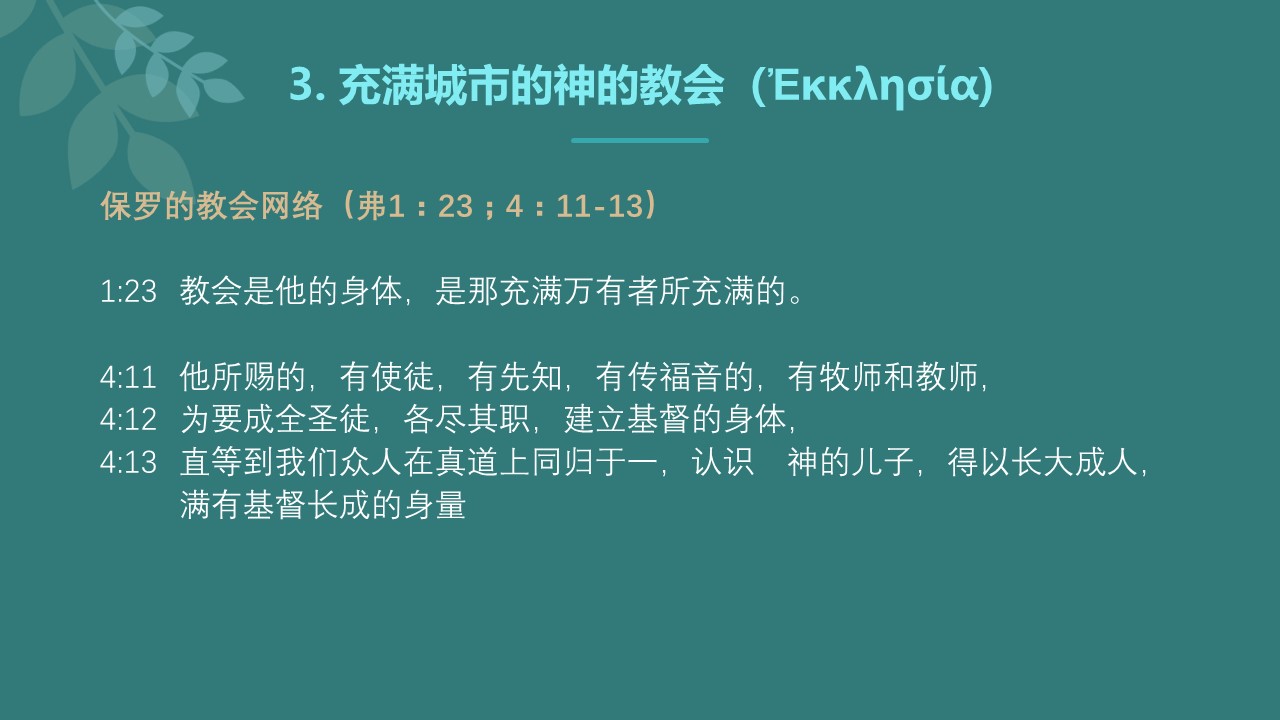 3. 充满城市的神的教会（Ἐκκλησία)
保罗的教会网络（弗1：23；4：11-13）
1:23 教会是他的身体，是那充满万有者所充满的。
4:11 他所赐的，有使徒，有先知，有传福音的，有牧师和教师，
4:12 为要成全圣徒，各尽其职，建立基督的身体，
4:13 直等到我们众人在真道上同归于一，认识　神的儿子，得以长大成人，
满有基督长成的身量